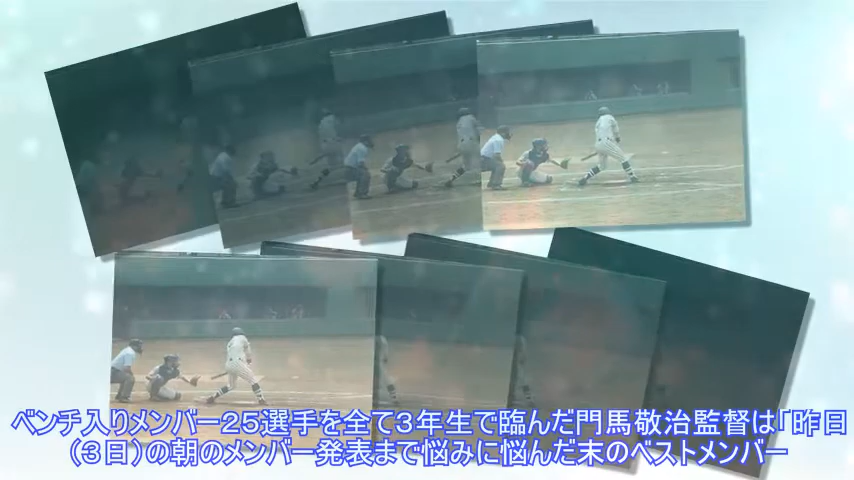 ベンチ入りメンバー２５選手を全て３年生で臨んだ門馬敬治監督は「昨日
（３日）の朝のメンバー発表まで悩みに悩んだ末のベストメンバー